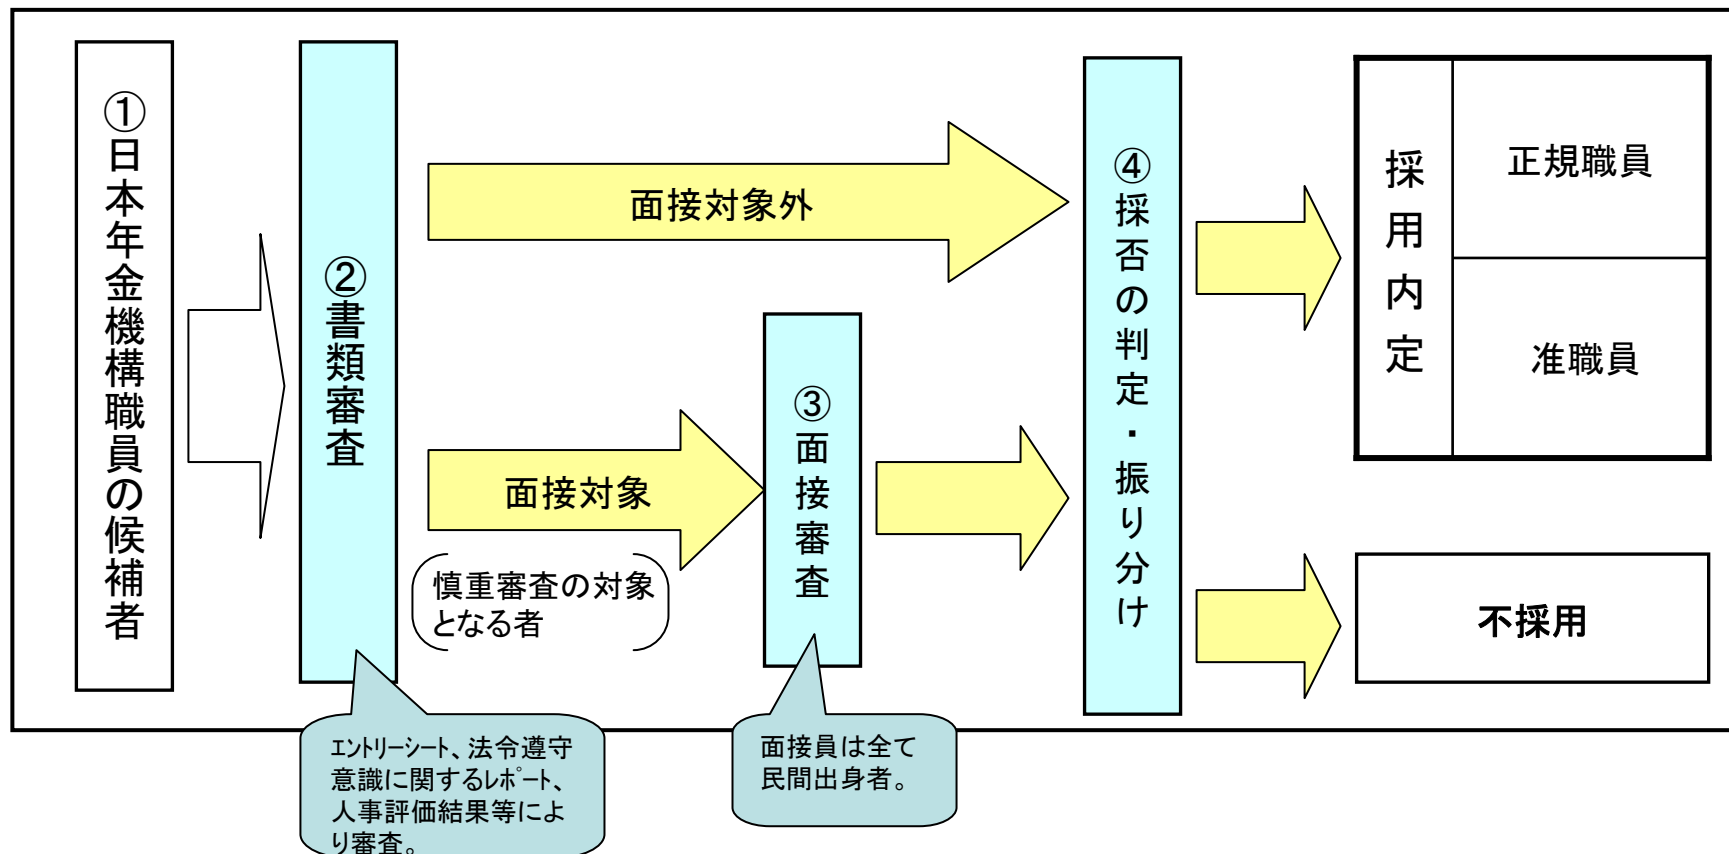 ①日本年金機構職員の候補者
②書類審査
面接対象外
面接対象
慎重審査の対象
となる者
③面接審査
④採否の判定・振り分け
採用内定
正規職員
准職員
不採用
エントリーシート、法令遵守
意識に関するレポート、
人事評価結果等によ
り審査。
面接員は全て
民間出身者。